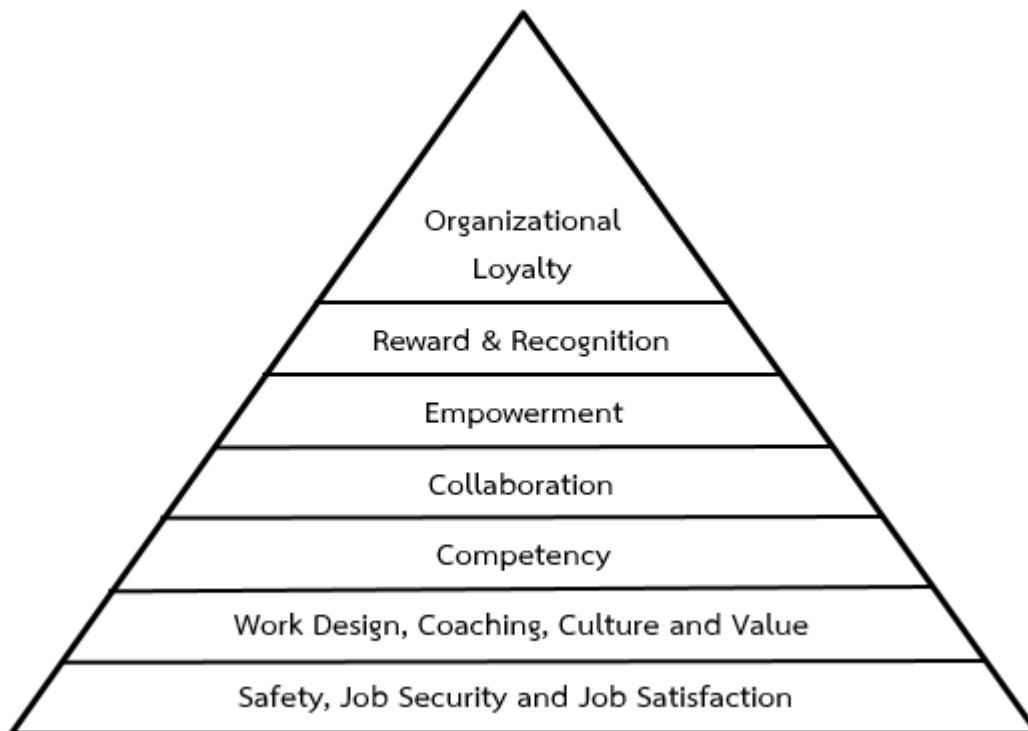 Organizational
Loyalty
Reward & Recognition
Empowerment
Collaboration
Competency
Work Design, Coaching, Culture and Value
Safety, Job Security and Job Satisfaction